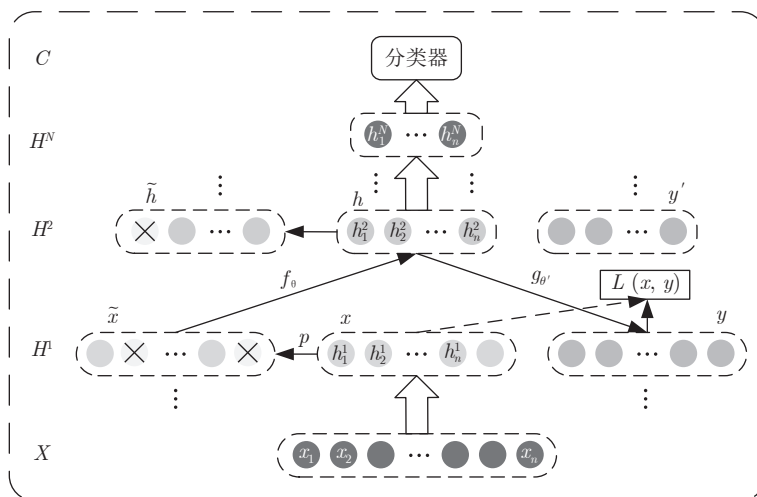 C 分类器
H^N h_1^N ... h_n^N
h̃ h y′
H^2 h_1^2 h_2^2 ... h_n^2
f_θ g_θ′ L (x, y)
x̃ p x y
H^1 h_1^1 h_2^1 ... h_n^1
X x_1 x_2 ... x_n